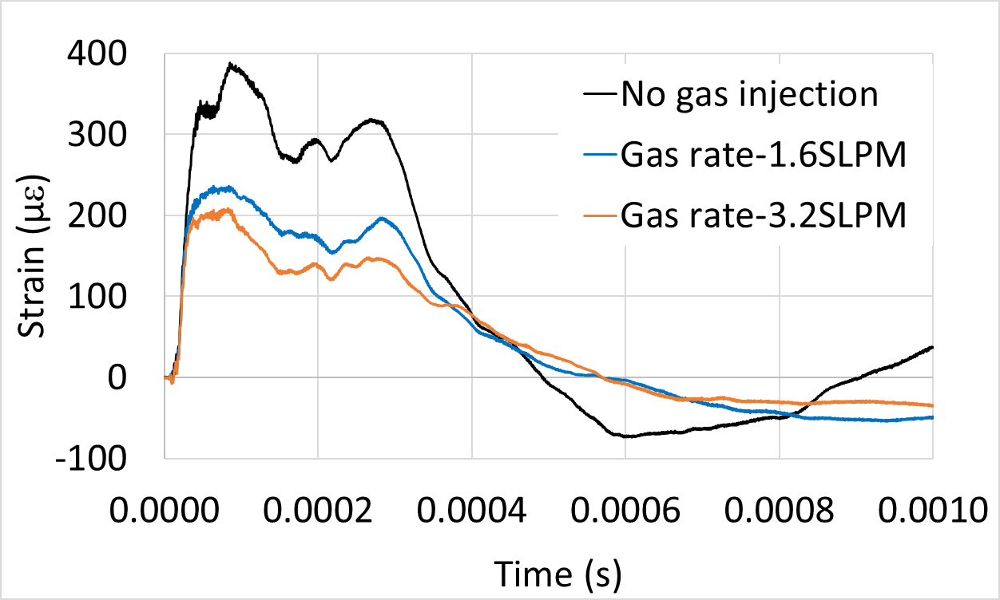 400
300
200
100
0
-100
Strain (με)
No gas injection
Gas rate-1.6SLPM
Gas rate-3.2SLPM
0.0000 0.0002 0.0004 0.0006 0.0008 0.0010
Time (s)